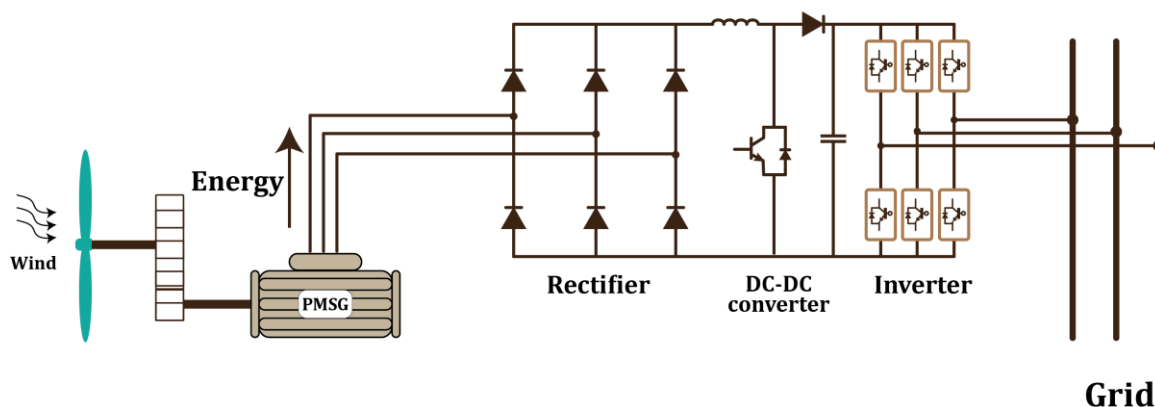 Energy
Wind
PMSG
Rectifier
DC-DC
converter
Inverter
Grid